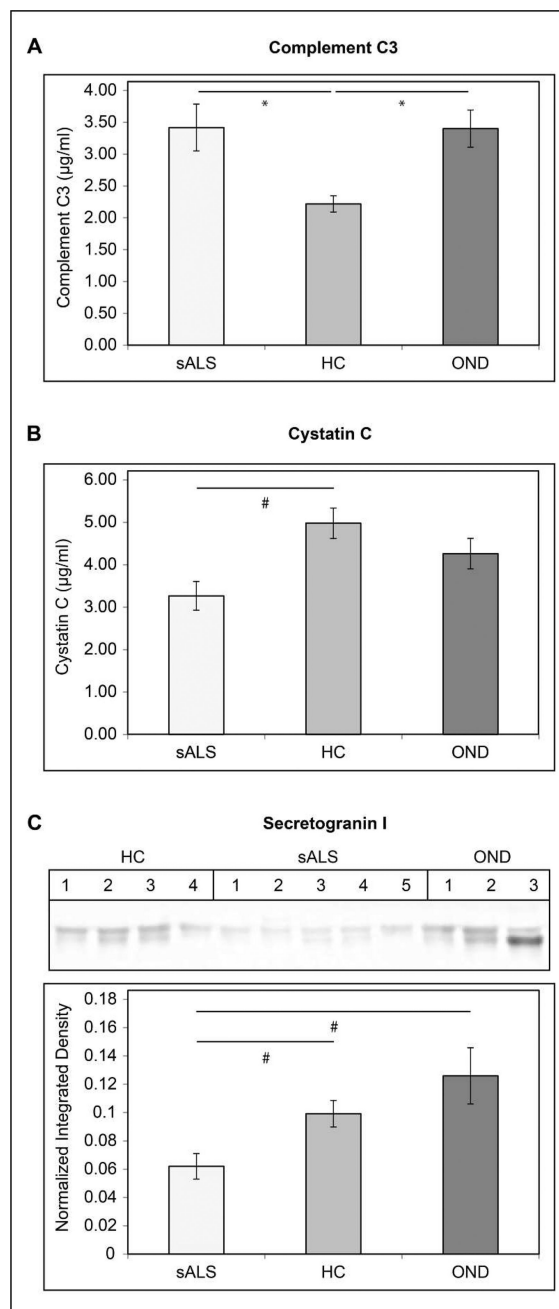 A Complement C3
Complement C3 (µg/ml)
4.00
3.50
3.00
2.50
2.00
1.50
1.00
0.50
0.00
* *
sALS HC OND
B Cystatin C
Cystatin C (µg/ml)
6.00
5.00
4.00
3.00
2.00
1.00
0.00
#
sALS HC OND
C Secretogranin I
HC sALS OND
1 2 3 4 1 2 3 4 5 1 2 3
Normalized Integrated Density
0.18
0.16
0.14
0.12
0.1
0.08
0.06
0.04
0.02
0
#
#
sALS HC OND